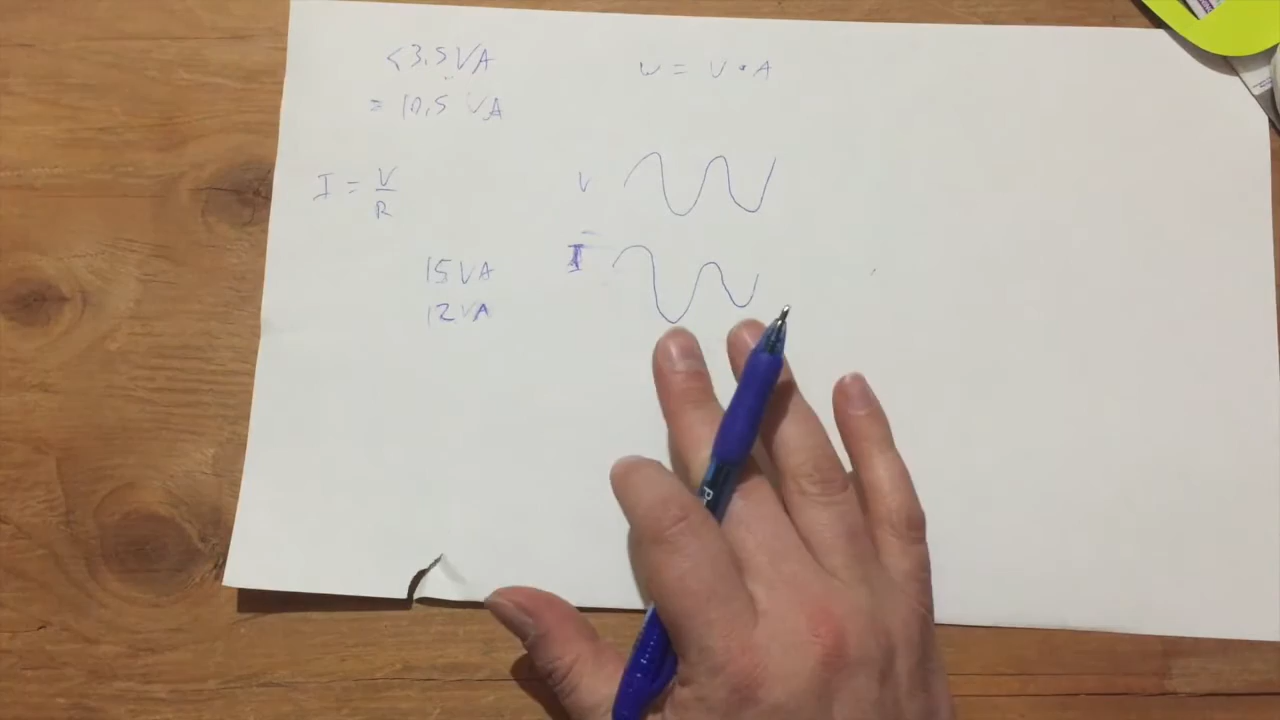 <3.5 VA
= 10.5 VA
W = V • A
I = V
R
V
I
15 VA
12 VA